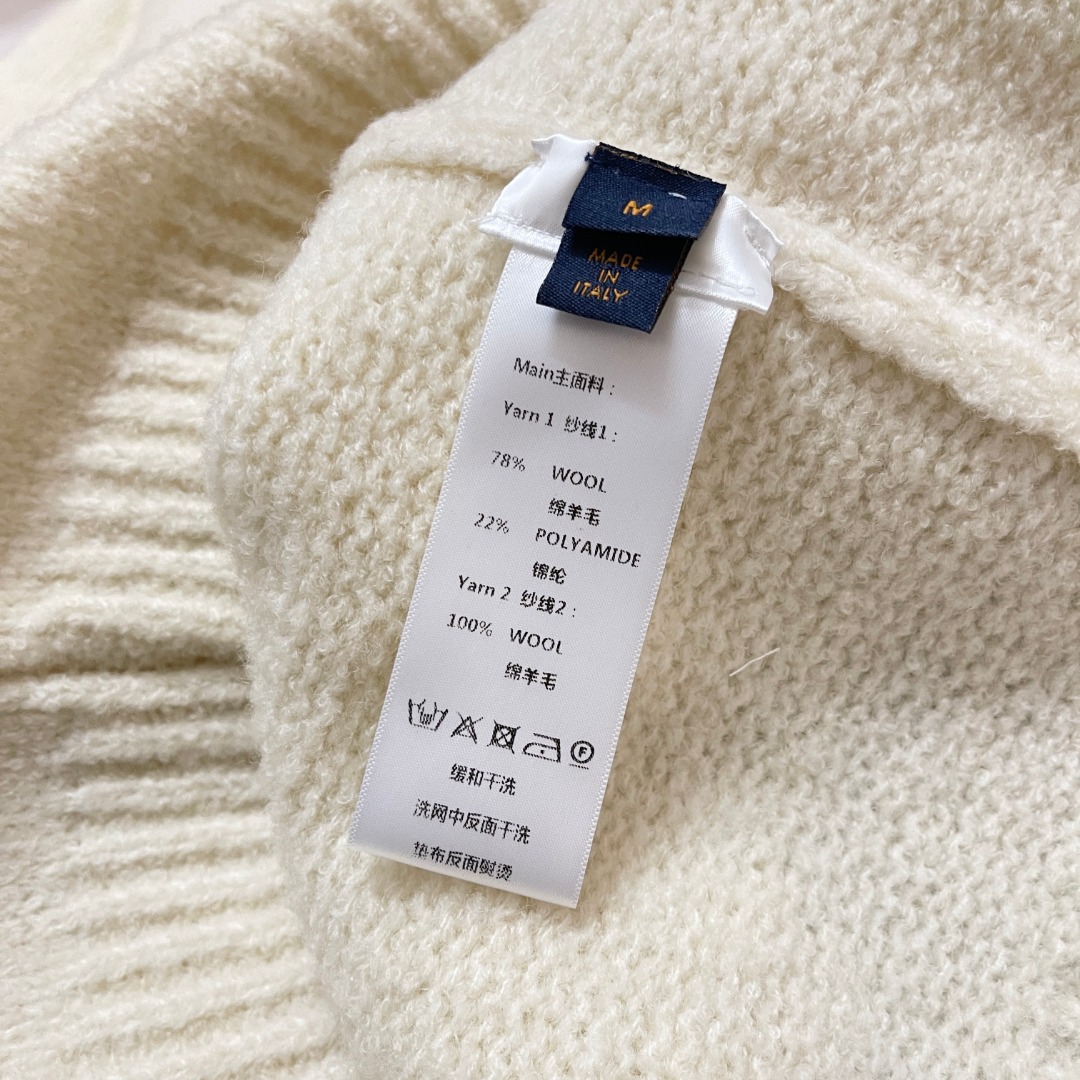 M
MADE
IN
ITALY
Main主面料：
Yarn 1 纱线1：
78% WOOL
绵羊毛
22% POLYAMIDE
锦纶
Yarn 2 纱线2：
100% WOOL
绵羊毛
F
缓和干洗
洗网中反面干洗
垫布反面熨烫